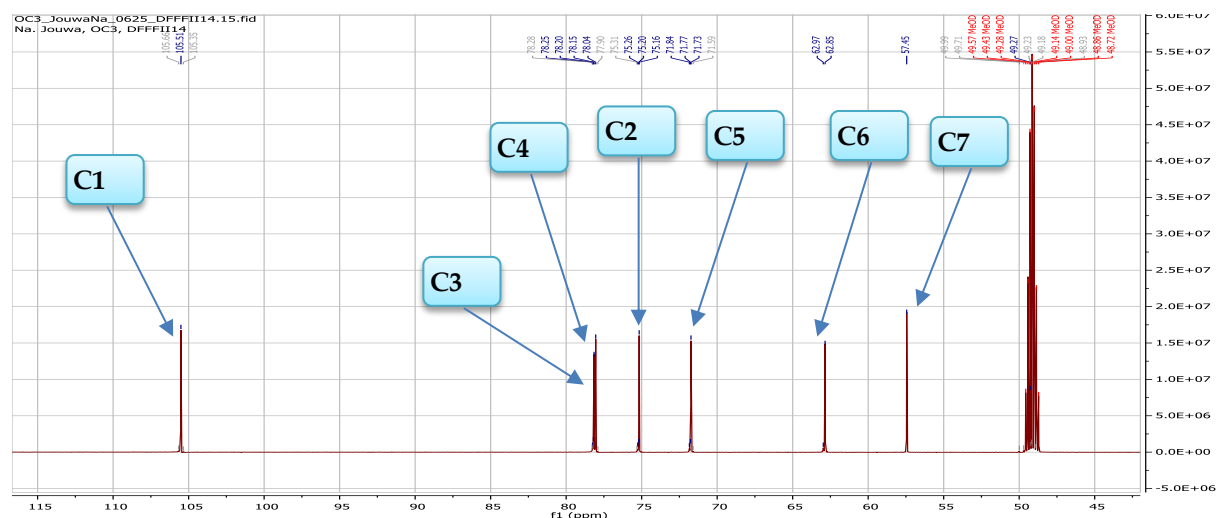 OC3_JouwaNa_0625_DFFFII14.15.fid
Na. Jouwa, OC3, DFFFII14
105.66
105.51
105.35
78.28
78.25
78.20
78.15
78.04
77.90
75.31
75.26
75.20
75.16
71.84
71.77
71.73
71.59
62.97
62.85
57.45
49.99
49.71
49.57 MeOD
49.43 MeOD
49.28 MeOD
49.27
49.23
49.18
49.14 MeOD
49.00 MeOD
48.93
48.86 MeOD
48.72 MeOD
6.0E+07
5.5E+07
5.0E+07
4.5E+07
4.0E+07
3.5E+07
3.0E+07
2.5E+07
2.0E+07
1.5E+07
1.0E+07
5.0E+06
0.0E+00
-5.0E+06
C1
C4
C3
C2
C5
C6
C7
115 110 105 100 95 90 85 80 75 70 65 60 55 50 45
f1 (ppm)